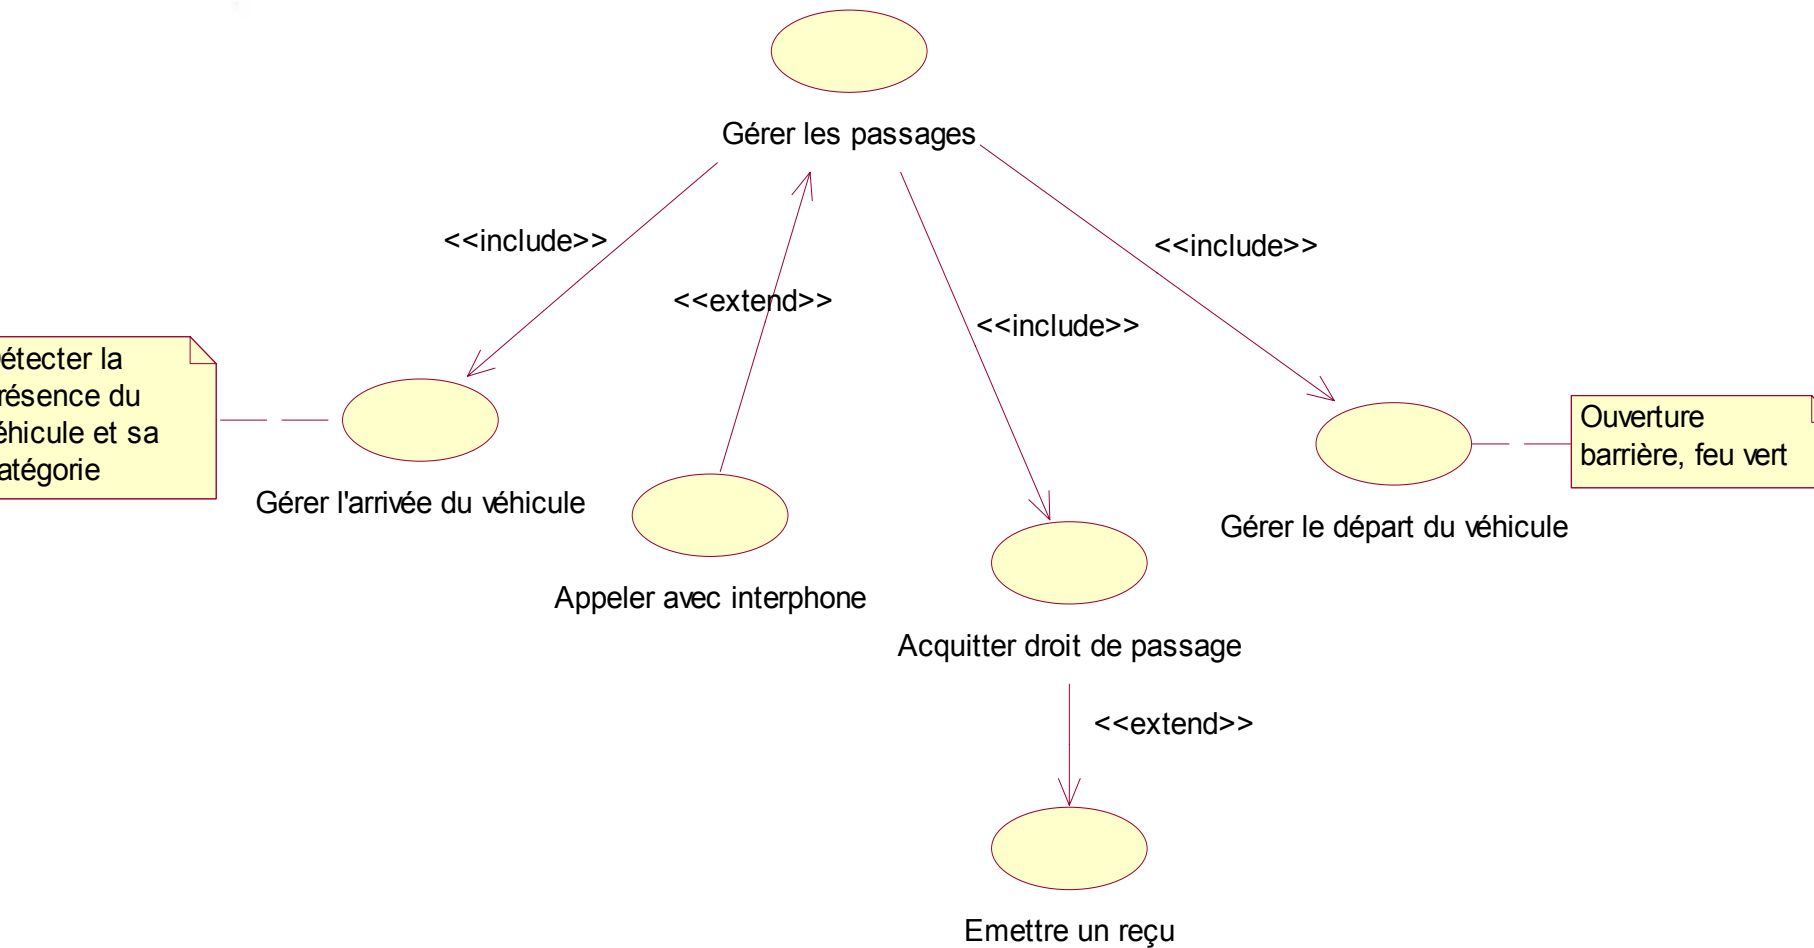 Gérer les passages
<<include>>
<<include>>
<<extend>>
<<include>>
étecter la
résence du
éhicule et sa
atégorie
Ouverture
barrière, feu vert
Gérer l'arrivée du véhicule
Gérer le départ du véhicule
Appeler avec interphone
Acquitter droit de passage
<<extend>>
Emettre un reçu